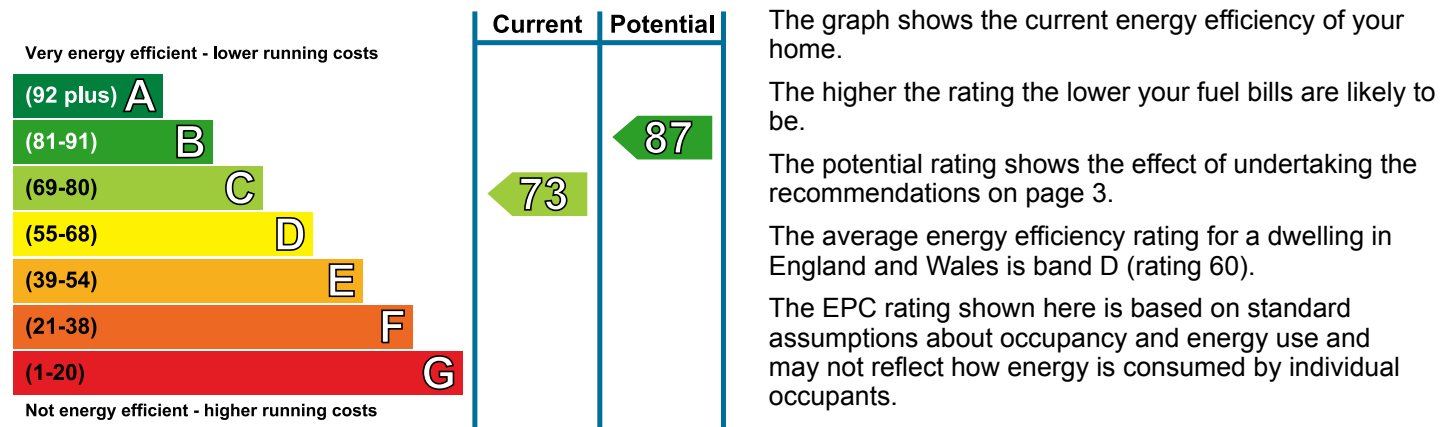 Current Potential
Very energy efficient - lower running costs
(92 plus) A
(81-91) B
87
(69-80) C
73
(55-68) D
(39-54) E
(21-38) F
(1-20) G
Not energy efficient - higher running costs
The graph shows the current energy efficiency of your
home.
The higher the rating the lower your fuel bills are likely to
be.
The potential rating shows the effect of undertaking the
recommendations on page 3.
The average energy efficiency rating for a dwelling in
England and Wales is band D (rating 60).
The EPC rating shown here is based on standard
assumptions about occupancy and energy use and
may not reflect how energy is consumed by individual
occupants.